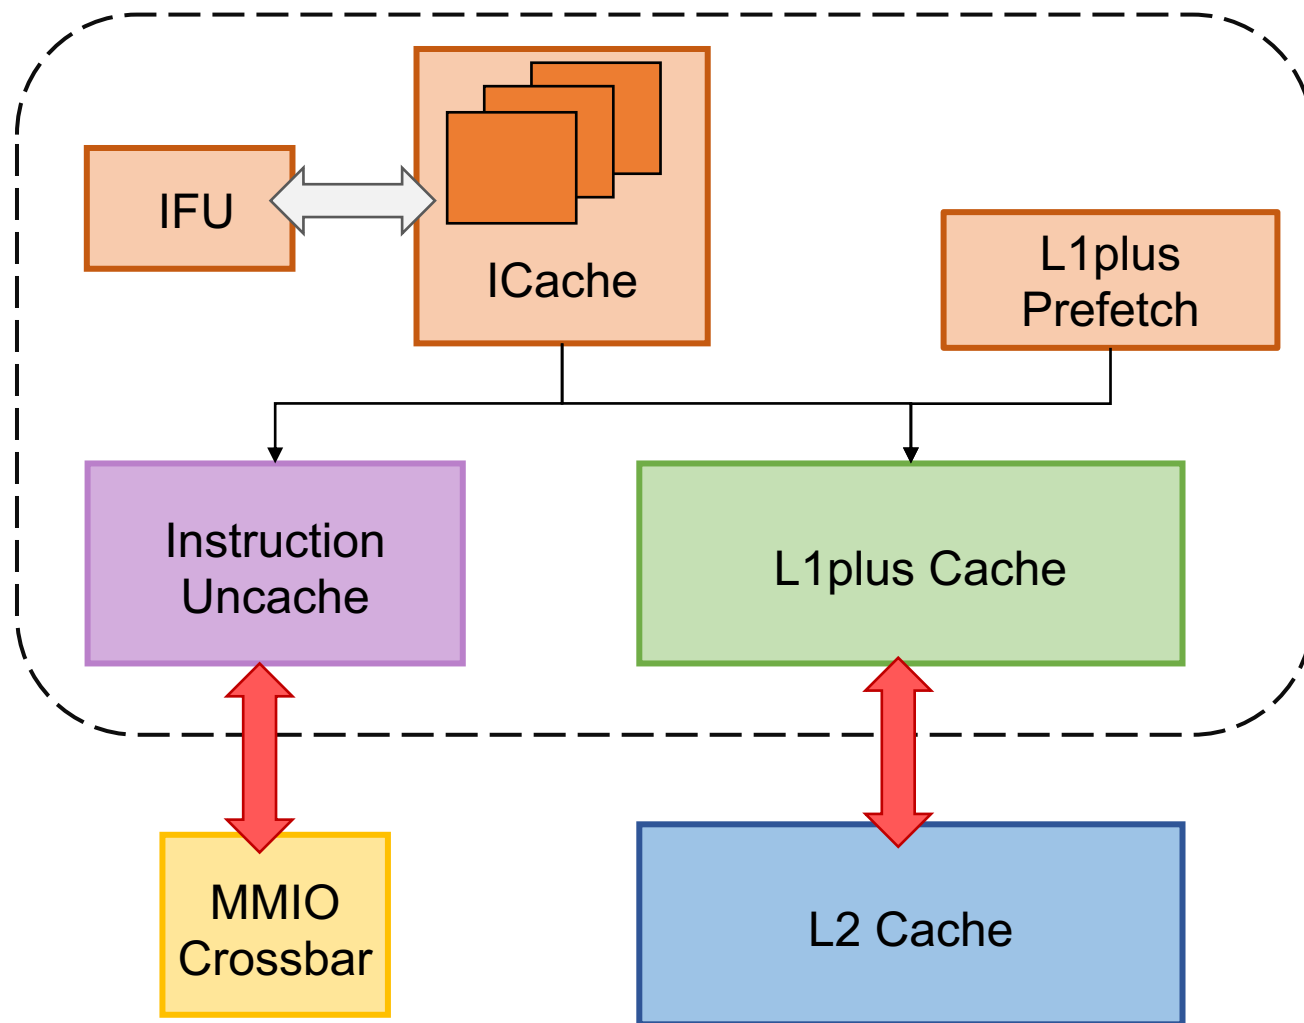 IFU
ICache
L1plus
Prefetch
Instruction
Uncache
L1plus Cache
MMIO
Crossbar
L2 Cache